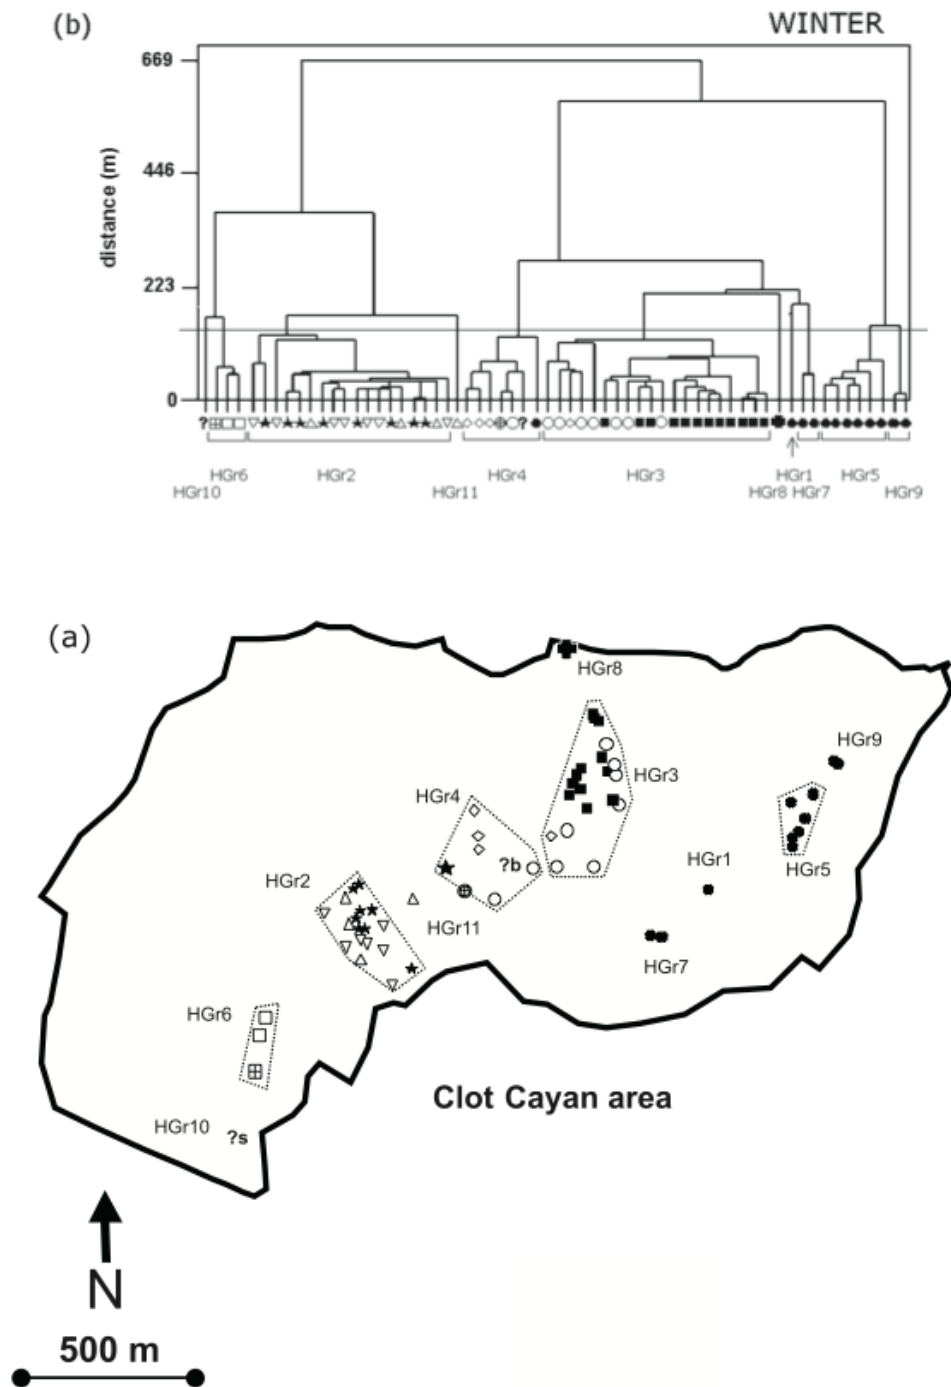 (b)
WINTER
669
446
223
0
distance (m)
? ?
HGr6 HGr2 HGr4 HGr3 HGr1 HGr5
HGr10 HGr11 HGr8 HGr7 HGr9
(a)
HGr8
HGr9
HGr3
HGr4
HGr5
?b
HGr1
HGr2
HGr11
HGr7
HGr6
Clot Cayan area
HGr10
?s
N
500 m